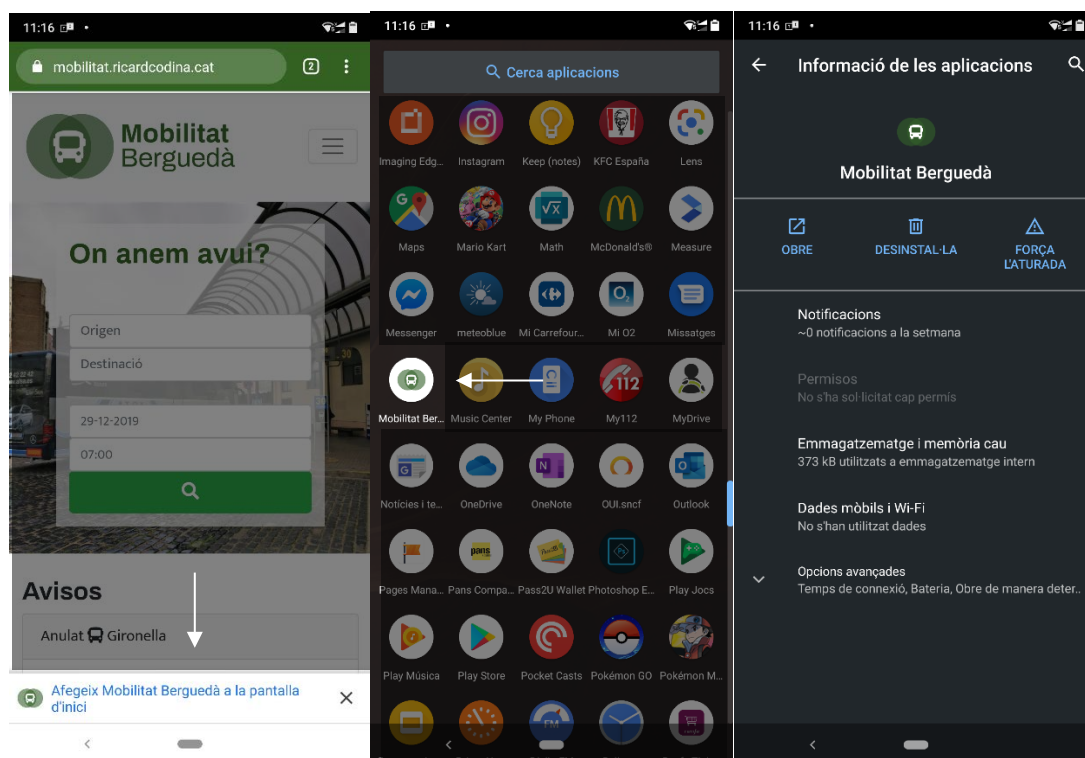 11:16
mobilitat.ricardcodina.cat
2
Mobilitat
Berguedà
On anem avui?
Origen
Destinació
29-12-2019
07:00
Avisos
Anulat Gironella
Afegeix Mobilitat Berguedà a la pantalla
d'inici
11:16
Cerca aplicacions
Imaging Edg... Instagram Keep (notes) KFC España Lens
Maps Mario Kart Math McDonald's® Measure
Messenger meteoblue Mi Carrefour... Mi O2 Missatges
Mobilitat Ber... Music Center My Phone My112 MyDrive
Notícies i te... OneDrive OneNote OUI.sncf Outlook
Pages Mana... Pans Compa... Pass2U Wallet Photoshop E... Play Jocs
Play Música Play Store Pocket Casts Pokémon GO Pokémon M...
FM
11:16
Informació de les aplicacions
Mobilitat Berguedà
OBRE DESINSTAL·LA FORÇA
L'ATURADA
Notificacions
~0 notificacions a la setmana
Permisos
No s'ha sol·licitat cap permís
Emmagatzematge i memòria cau
373 kB utilitzats a emmagatzematge intern
Dades mòbils i Wi-Fi
No s'han utilitzat dades
Opcions avançades
Temps de connexió, Bateria, Obre de manera deter..